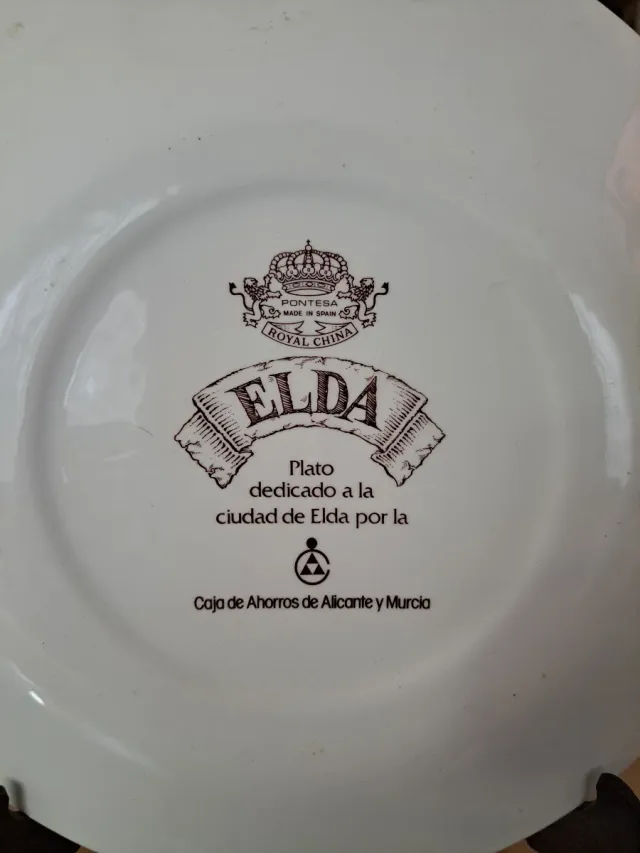 PONTESA
MADE IN SPAIN
ROYAL CHINA
ELDA
Plato
dedicado a la
ciudad de Elda por la
Caja de Ahorros de Alicante y Murcia